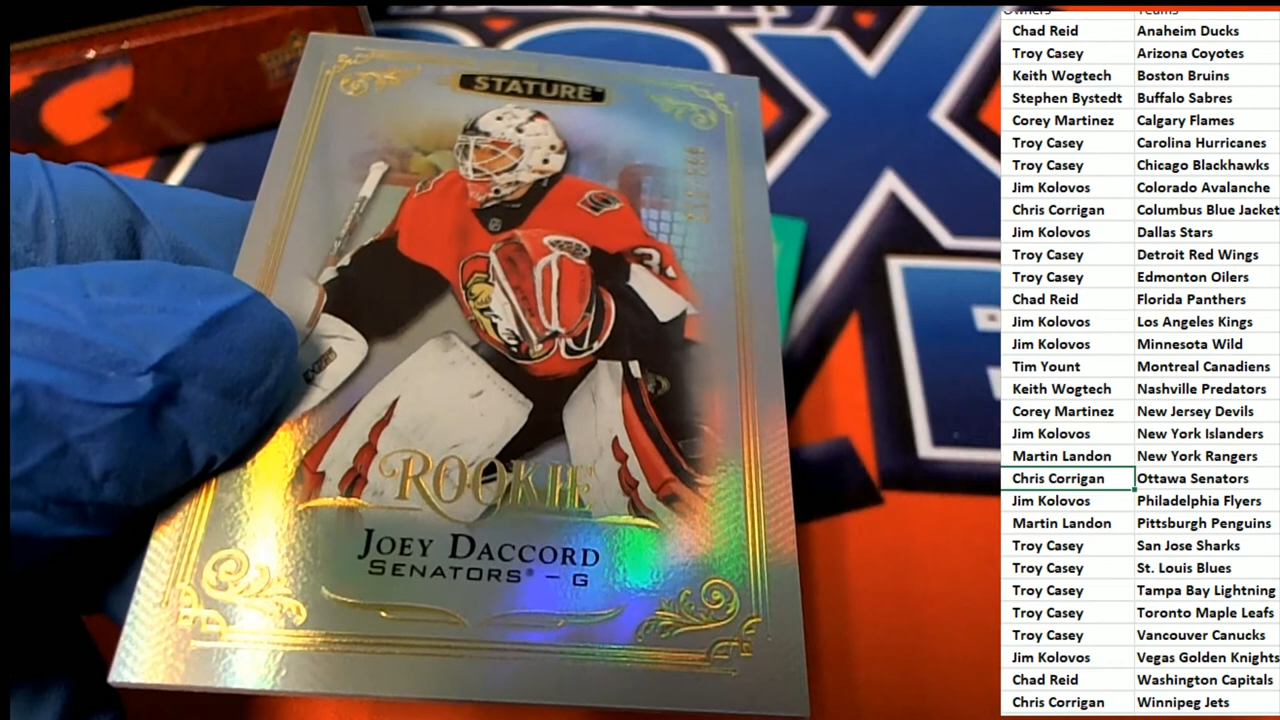 STATURE
ROOKIE
JOEY DACCORD
SENATORS® – G
Owners Teams
Chad Reid Anaheim Ducks
Troy Casey Arizona Coyotes
Keith Wogtech Boston Bruins
Stephen Bystedt Buffalo Sabres
Corey Martinez Calgary Flames
Troy Casey Carolina Hurricanes
Troy Casey Chicago Blackhawks
Jim Kolovos Colorado Avalanche
Chris Corrigan Columbus Blue Jacket
Jim Kolovos Dallas Stars
Troy Casey Detroit Red Wings
Troy Casey Edmonton Oilers
Chad Reid Florida Panthers
Jim Kolovos Los Angeles Kings
Jim Kolovos Minnesota Wild
Tim Yount Montreal Canadiens
Keith Wogtech Nashville Predators
Corey Martinez New Jersey Devils
Jim Kolovos New York Islanders
Martin Landon New York Rangers
Chris Corrigan Ottawa Senators
Jim Kolovos Philadelphia Flyers
Martin Landon Pittsburgh Penguins
Troy Casey San Jose Sharks
Troy Casey St. Louis Blues
Troy Casey Tampa Bay Lightning
Troy Casey Toronto Maple Leafs
Troy Casey Vancouver Canucks
Jim Kolovos Vegas Golden Knights
Chad Reid Washington Capitals
Chris Corrigan Winnipeg Jets